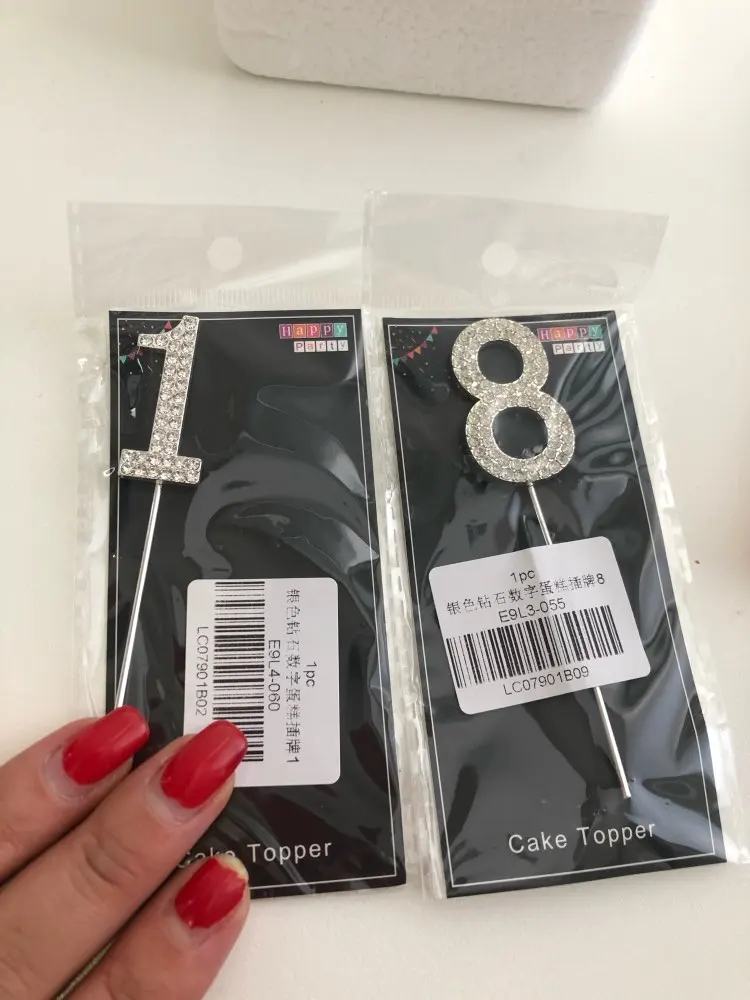 1
Happy
Party
1pc
银色钻石数字蛋糕插牌1
E9L4-060
LC07901B02
Cake Topper
8
Happy
Party
1pc
银色钻石数字蛋糕插牌8
E9L3-055
LC07901B09
Cake Topper